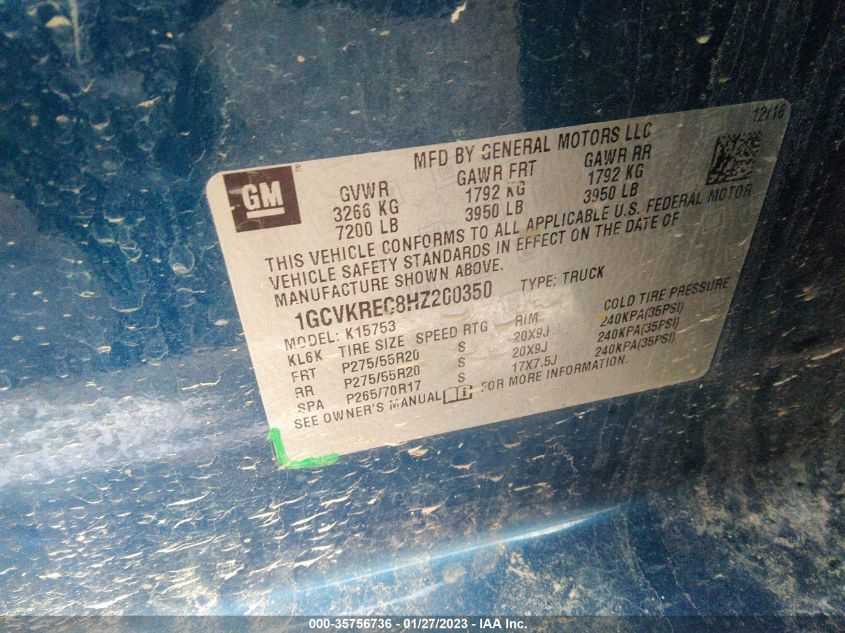 12/16
MFD BY GENERAL MOTORS LLC
GM
GVWR GAWR FRT GAWR RR
3266 KG 1792 KG 1792 KG
7200 LB 3950 LB 3950 LB
THIS VEHICLE CONFORMS TO ALL APPLICABLE U.S. FEDERAL MOTOR
VEHICLE SAFETY STANDARDS IN EFFECT ON THE DATE OF
MANUFACTURE SHOWN ABOVE.
1GCVKREC8HZ200350 TYPE: TRUCK
MODEL: K15753
KL6K TIRE SIZE SPEED RTG RIM COLD TIRE PRESSURE
FRT P275/55R20 S 20X9J 240KPA(35PSI)
RR P275/55R20 S 20X9J 240KPA(35PSI)
SPA P265/70R17 S 17X7.5J 240KPA(35PSI)
SEE OWNER'S MANUAL FOR MORE INFORMATION.
000-35756736 - 01/27/2023 - IAA Inc.